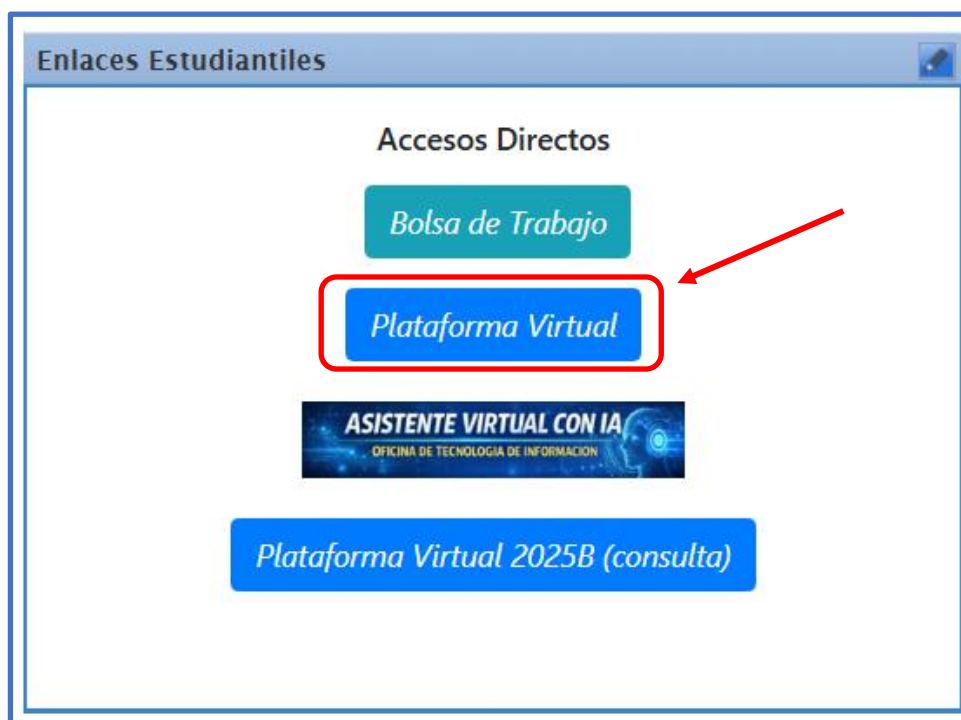 Enlaces Estudiantiles
Accesos Directos
Bolsa de Trabajo
Plataforma Virtual
ASISTENTE VIRTUAL CON IA
OFICINA DE TECNOLOGIA DE INFORMACION
Plataforma Virtual 2025B (consulta)